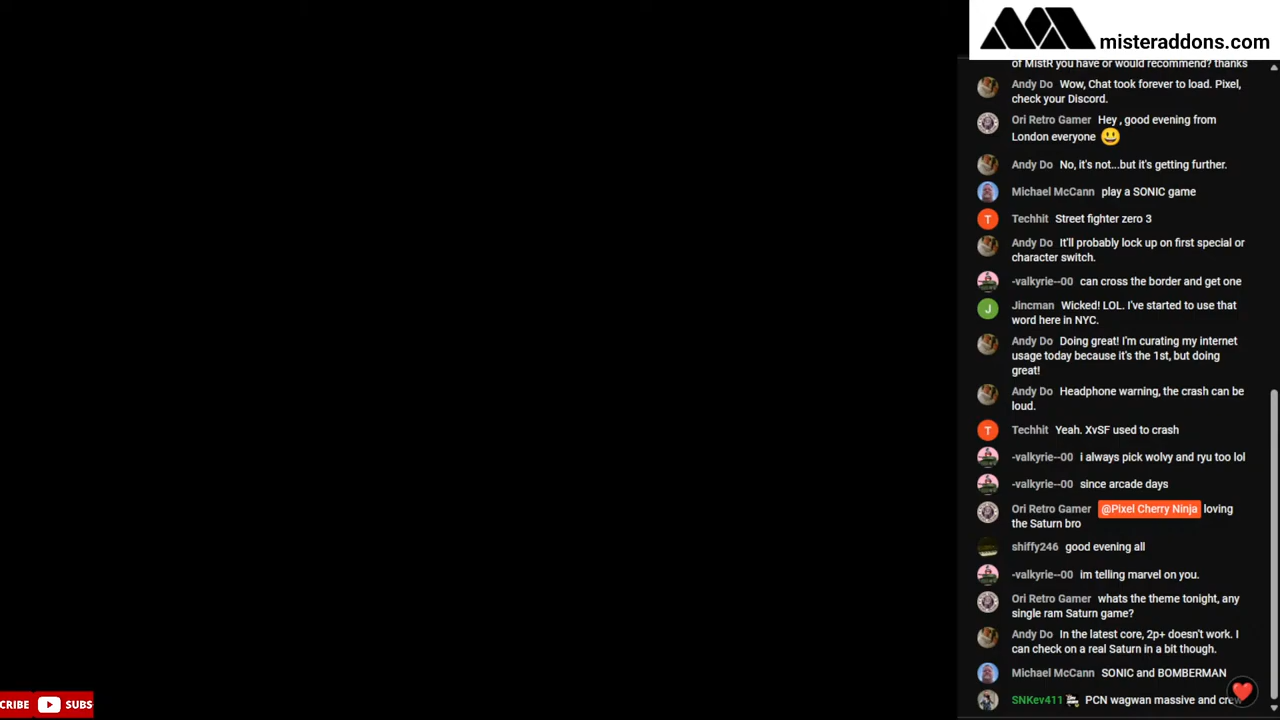 misteraddons.com
of MistR you have or would recommend? thanks
Andy Do Wow, Chat took forever to load. Pixel,
check your Discord.
Ori Retro Gamer Hey , good evening from
London everyone 😃
Andy Do No, it's not...but it's getting further.
Michael McCann play a SONIC game
T Techhit Street fighter zero 3
Andy Do It'll probably lock up on first special or
character switch.
-valkyrie--00 can cross the border and get one
J Jincman Wicked! LOL. I've started to use that
word here in NYC.
Andy Do Doing great! I'm curating my internet
usage today because it's the 1st, but doing
great!
Andy Do Headphone warning, the crash can be
loud.
T Techhit Yeah. XvSF used to crash
-valkyrie--00 i always pick wolvy and ryu too lol
-valkyrie--00 since arcade days
Ori Retro Gamer @Pixel Cherry Ninja loving
the Saturn bro
shiffy246 good evening all
-valkyrie--00 im telling marvel on you.
Ori Retro Gamer whats the theme tonight, any
single ram Saturn game?
Andy Do In the latest core, 2p+ doesn't work. I
can check on a real Saturn in a bit though.
Michael McCann SONIC and BOMBERMAN
SNKev411 PCN wagwan massive and crew
CRIBE SUBS